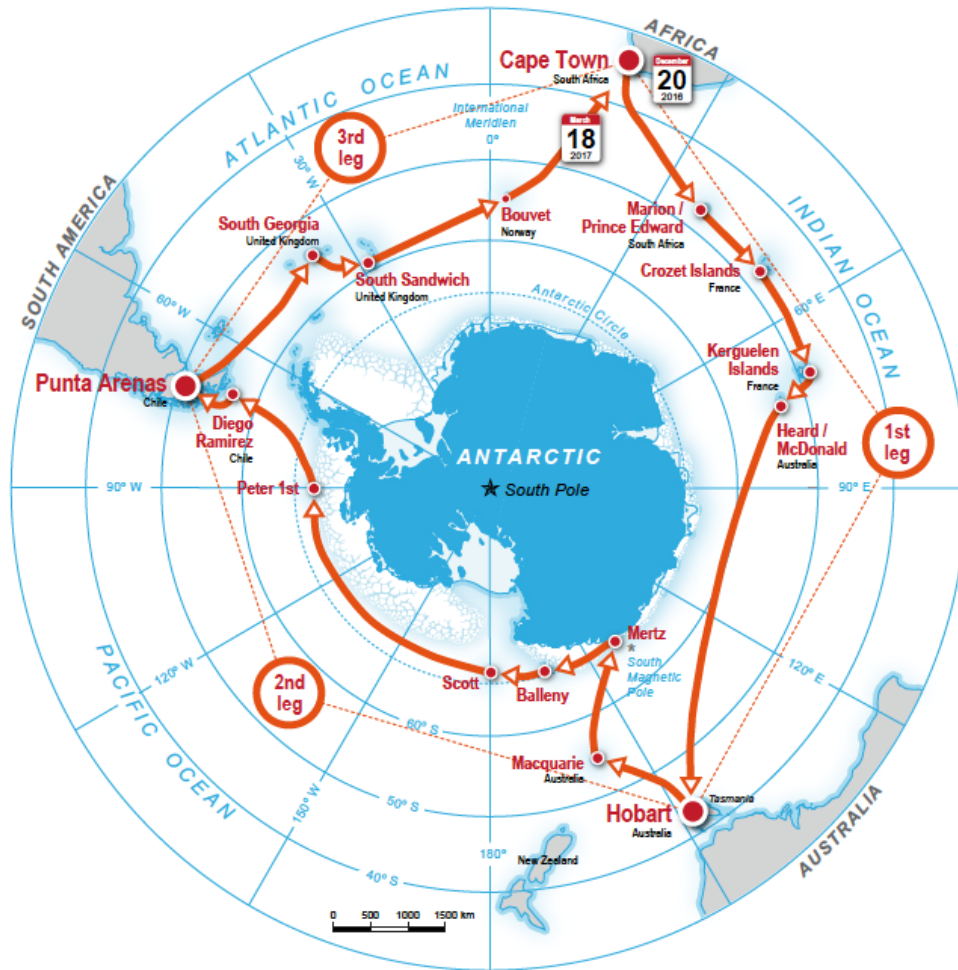 AFRICA
Cape Town
South Africa
December
20
2016
ATLANTIC OCEAN
International
Meridien
0°
March
18
2017
3rd
leg
30° W
SOUTH AMERICA
South Georgia
United Kingdom
Bouvet
Norway
Marion /
Prince Edward
South Africa
INDIAN OCEAN
Crozet Islands
France
South Sandwich
United Kingdom
60° W
60° E
Antarctic Circle
Kerguelen
Islands
France
Punta Arenas
Chile
Diego
Ramirez
Chile
Heard /
McDonald
Australia
1st
leg
ANTARCTIC
South Pole
90° W
Peter 1st
90° E
Mertz
South
Magnetic
Pole
120° W
120° E
2nd
leg
Scott
Balleny
60° S
PACIFIC OCEAN
Macquarie
Australia
150° W
50° S
Hobart
Australia
Tasmania
AUSTRALIA
180°
New Zealand
40° S
0 500 1000 1500 km